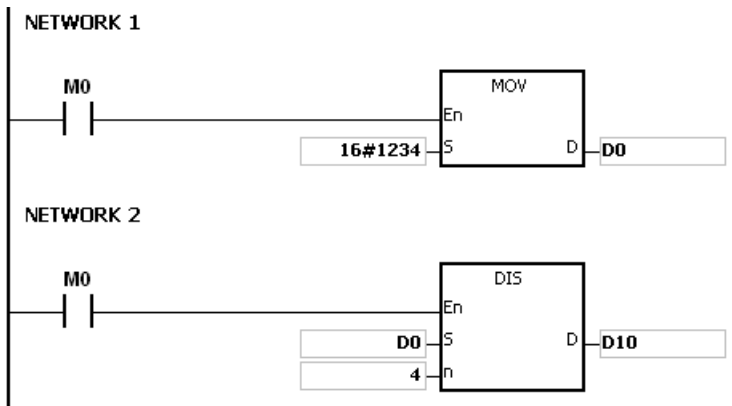 NETWORK 1
M0
MOV
En
16#1234 S D D0
NETWORK 2
M0
DIS
En
D0 S D D10
4 n